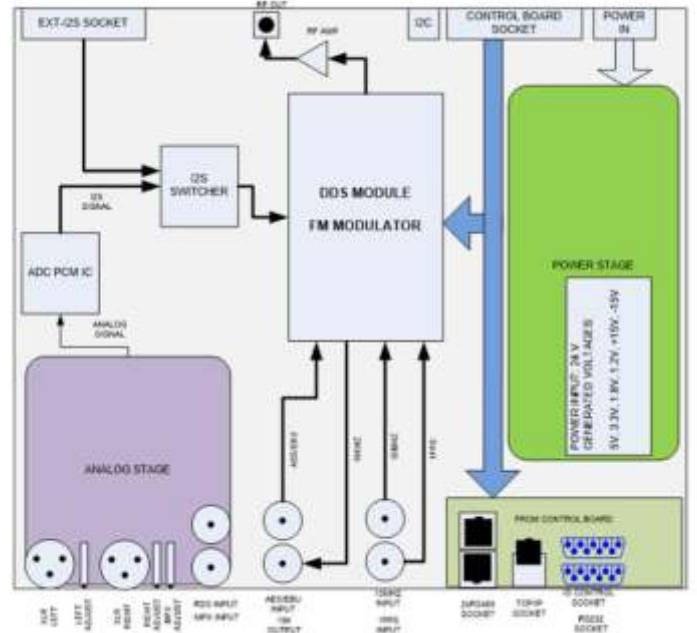 EXT-I2S SOCKET
RF OUT
RF AMP
I2C
CONTROL BOARD
SOCKET
POWER
IN
I2S
SWITCHER
I2S
SIGNAL
DDS MODULE
FM MODULATOR
ADC PCM IC
ANALOG
SIGNAL
POWER STAGE
POWER INPUT: 24 V
GENERATED VOLTAGES
5V, 3.3V, 1.8V, 1.2V, +15V, -15V
ANALOG STAGE
AES/EBU
10MHZ
1PPS
FROM CONTROL BOARD
XLR
LEFT
LEFT
ADJUST
XLR
RIGHT
RIGHT
ADJUST
MPX
ADJUST
RDS INPUT
MPX INPUT
AES/EBU
INPUT
OUTPUT
10MHZ
INPUT
1PPS
INPUT
SOCKET
TCP/IP
SOCKET
IO CONTROL
SOCKET
RS232
SOCKET